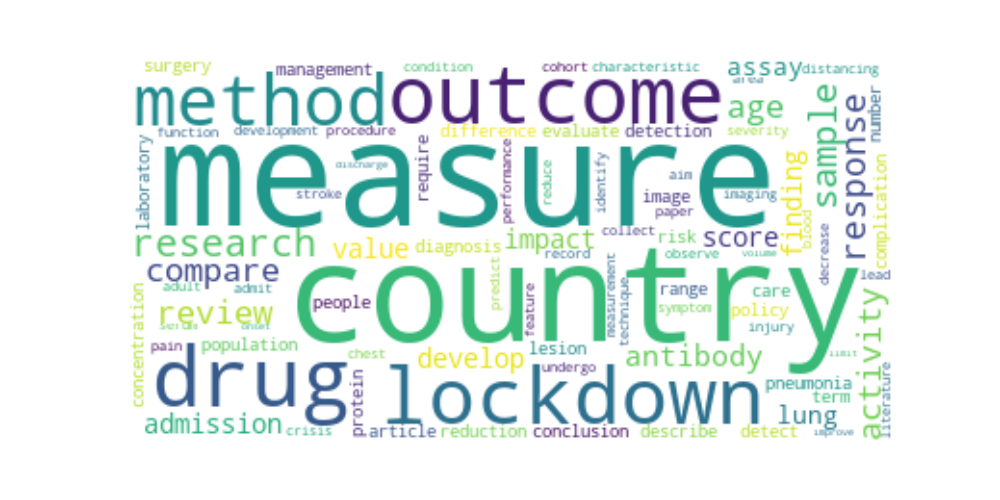 surgery
management
condition
cohort
characteristic
assay
distancing
area
method
outcome
age
sample
response
number
function
development
procedure
difference
evaluate
detection
severity
laboratory
measure
discharge
stroke
require
performance
reduce
identify
aim
image
imaging
paper
finding
blood
complication
research
value
diagnosis
impact
collect
risk
score
decrease
record
observe
volume
compare
country
lead
adult
admit
people
predict
feature
measurement
technique
range
care
symptom
policy
injury
concentration
review
onset
activity
pain
population
chest
develop
lesion
undergo
antibody
limit
literature
drug
lockdown
pneumonia
term
lung
protein
admission
crisis
article
reduction
conclusion
describe
detect
improve